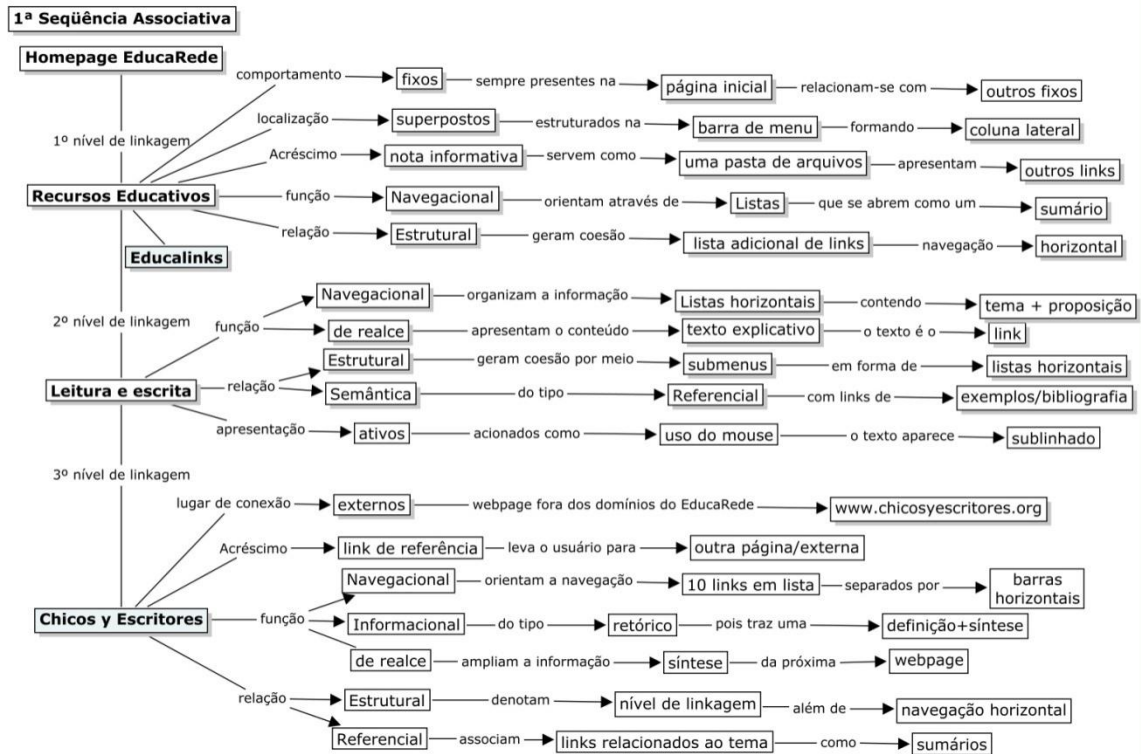 1ª Seqüência Associativa
Homepage EducaRede
1º nível de linkagem
comportamento fixos sempre presentes na página inicial relacionam-se com outros fixos
localização superpostos estruturados na barra de menu formando coluna lateral
Acréscimo nota informativa servem como uma pasta de arquivos apresentam outros links
Recursos Educativos função Navegacional orientam através de Listas que se abrem como um sumário
relação Estrutural geram coesão lista adicional de links navegação horizontal
Educalinks
2º nível de linkagem
função Navegacional organizam a informação Listas horizontais contendo tema + proposição
de realce apresentam o conteúdo texto explicativo o texto é o link
Leitura e escrita relação Estrutural geram coesão por meio submenus em forma de listas horizontais
Semântica do tipo Referencial com links de exemplos/bibliografia
apresentação ativos acionados como uso do mouse o texto aparece sublinhado
3º nível de linkagem
lugar de conexão externos webpage fora dos domínios do EducaRede www.chicosyescritores.org
Acréscimo link de referência leva o usuário para outra página/externa
Navegacional orientam a navegação 10 links em lista separados por barras
horizontais
Chicos y Escritores função Informacional do tipo retórico pois traz uma definição+síntese
de realce ampliam a informação síntese da próxima webpage
relação Estrutural denotam nível de linkagem além de navegação horizontal
Referencial associam links relacionados ao tema como sumários